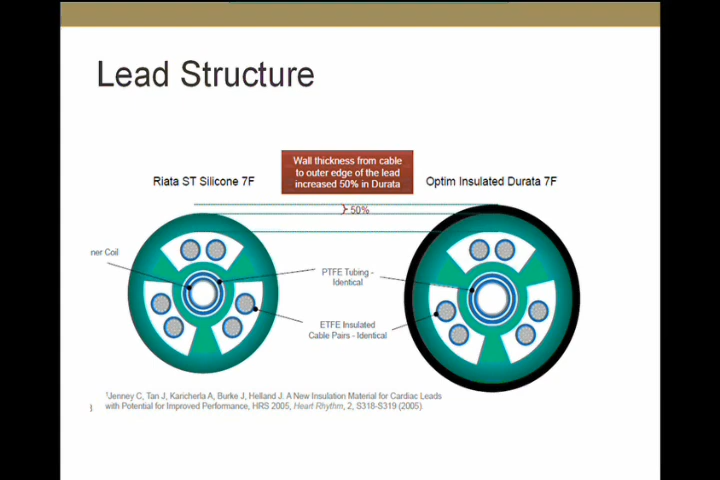 Lead Structure
Wall thickness from cable
to outer edge of the lead
increased 50% in Durata
Riata ST Silicone 7F
Optim Insulated Durata 7F
50%
ner Coil
PTFE Tubing -
Identical
ETFE Insulated
Cable Pairs - Identical
¹Jenney C, Tan J, Karicherla A, Burke J, Helland J. A New Insulation Material for Cardiac Leads
with Potential for Improved Performance, HRS 2005, Heart Rhythm, 2, S318-S319 (2005).